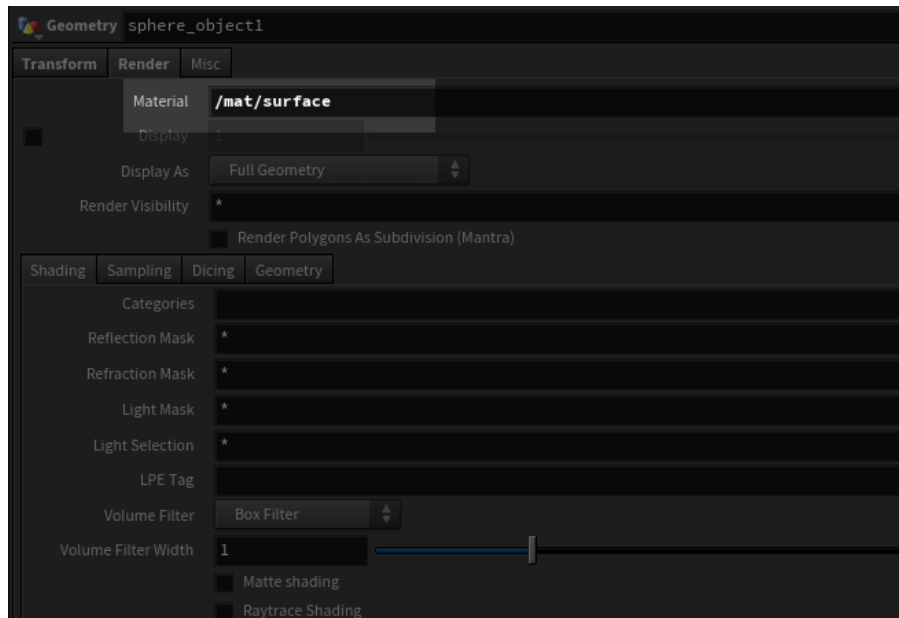 Geometry sphere_object1
Transform Render Misc
Material /mat/surface
Display 1
Display As Full Geometry
Render Visibility *
Render Polygons As Subdivision (Mantra)
Shading Sampling Dicing Geometry
Categories
Reflection Mask *
Refraction Mask *
Light Mask *
Light Selection *
LPE Tag
Volume Filter Box Filter
Volume Filter Width 1
Matte shading
Raytrace Shading